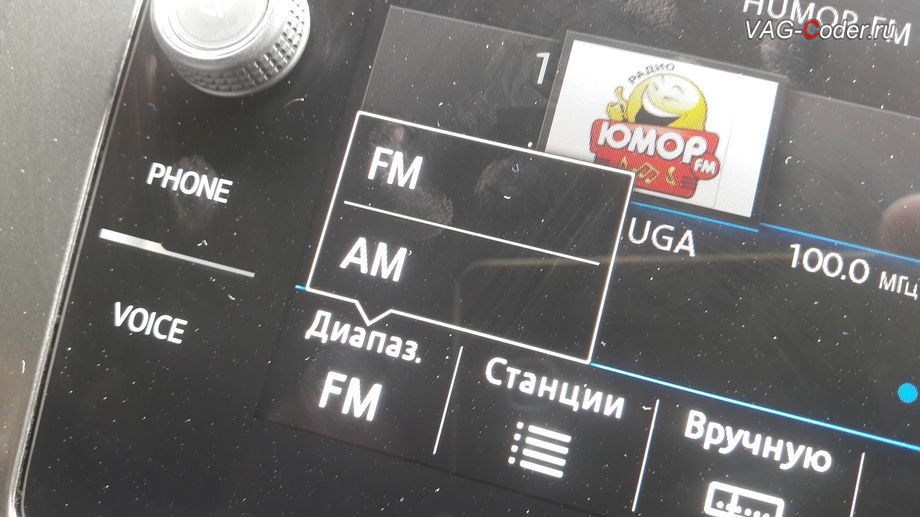 HUMOR FM
VAG-Coder.ru
1
РАДИО
ЮМОР FM
PHONE
FM
AM
UGA
100.0 МГц
VOICE
Диапаз.
FM
Станции
Вручную